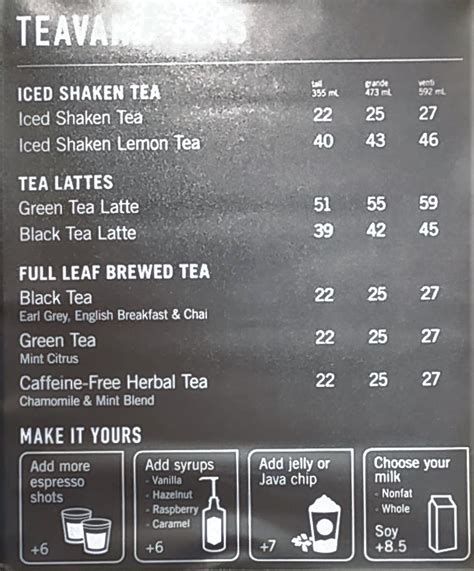 ICED SHAKEN TEA tall 355 mL grande 473 mL venti 592 mL
Iced Shaken Tea 22 25 27
Iced Shaken Lemon Tea 40 43 46
TEA LATTES
Green Tea Latte 51 55 59
Black Tea Latte 39 42 45
FULL LEAF BREWED TEA
Black Tea 22 25 27
Earl Grey, English Breakfast & Chai
Green Tea 22 25 27
Mint Citrus
Caffeine-Free Herbal Tea 22 25 27
Chamomile & Mint Blend
MAKE IT YOURS
Add more
espresso
shots
+6
Add syrups
- Vanilla
- Hazelnut
- Raspberry
- Caramel
+6
Add jelly or
Java chip
+7
Choose your
milk
- Nonfat
- Whole
Soy
+8.5